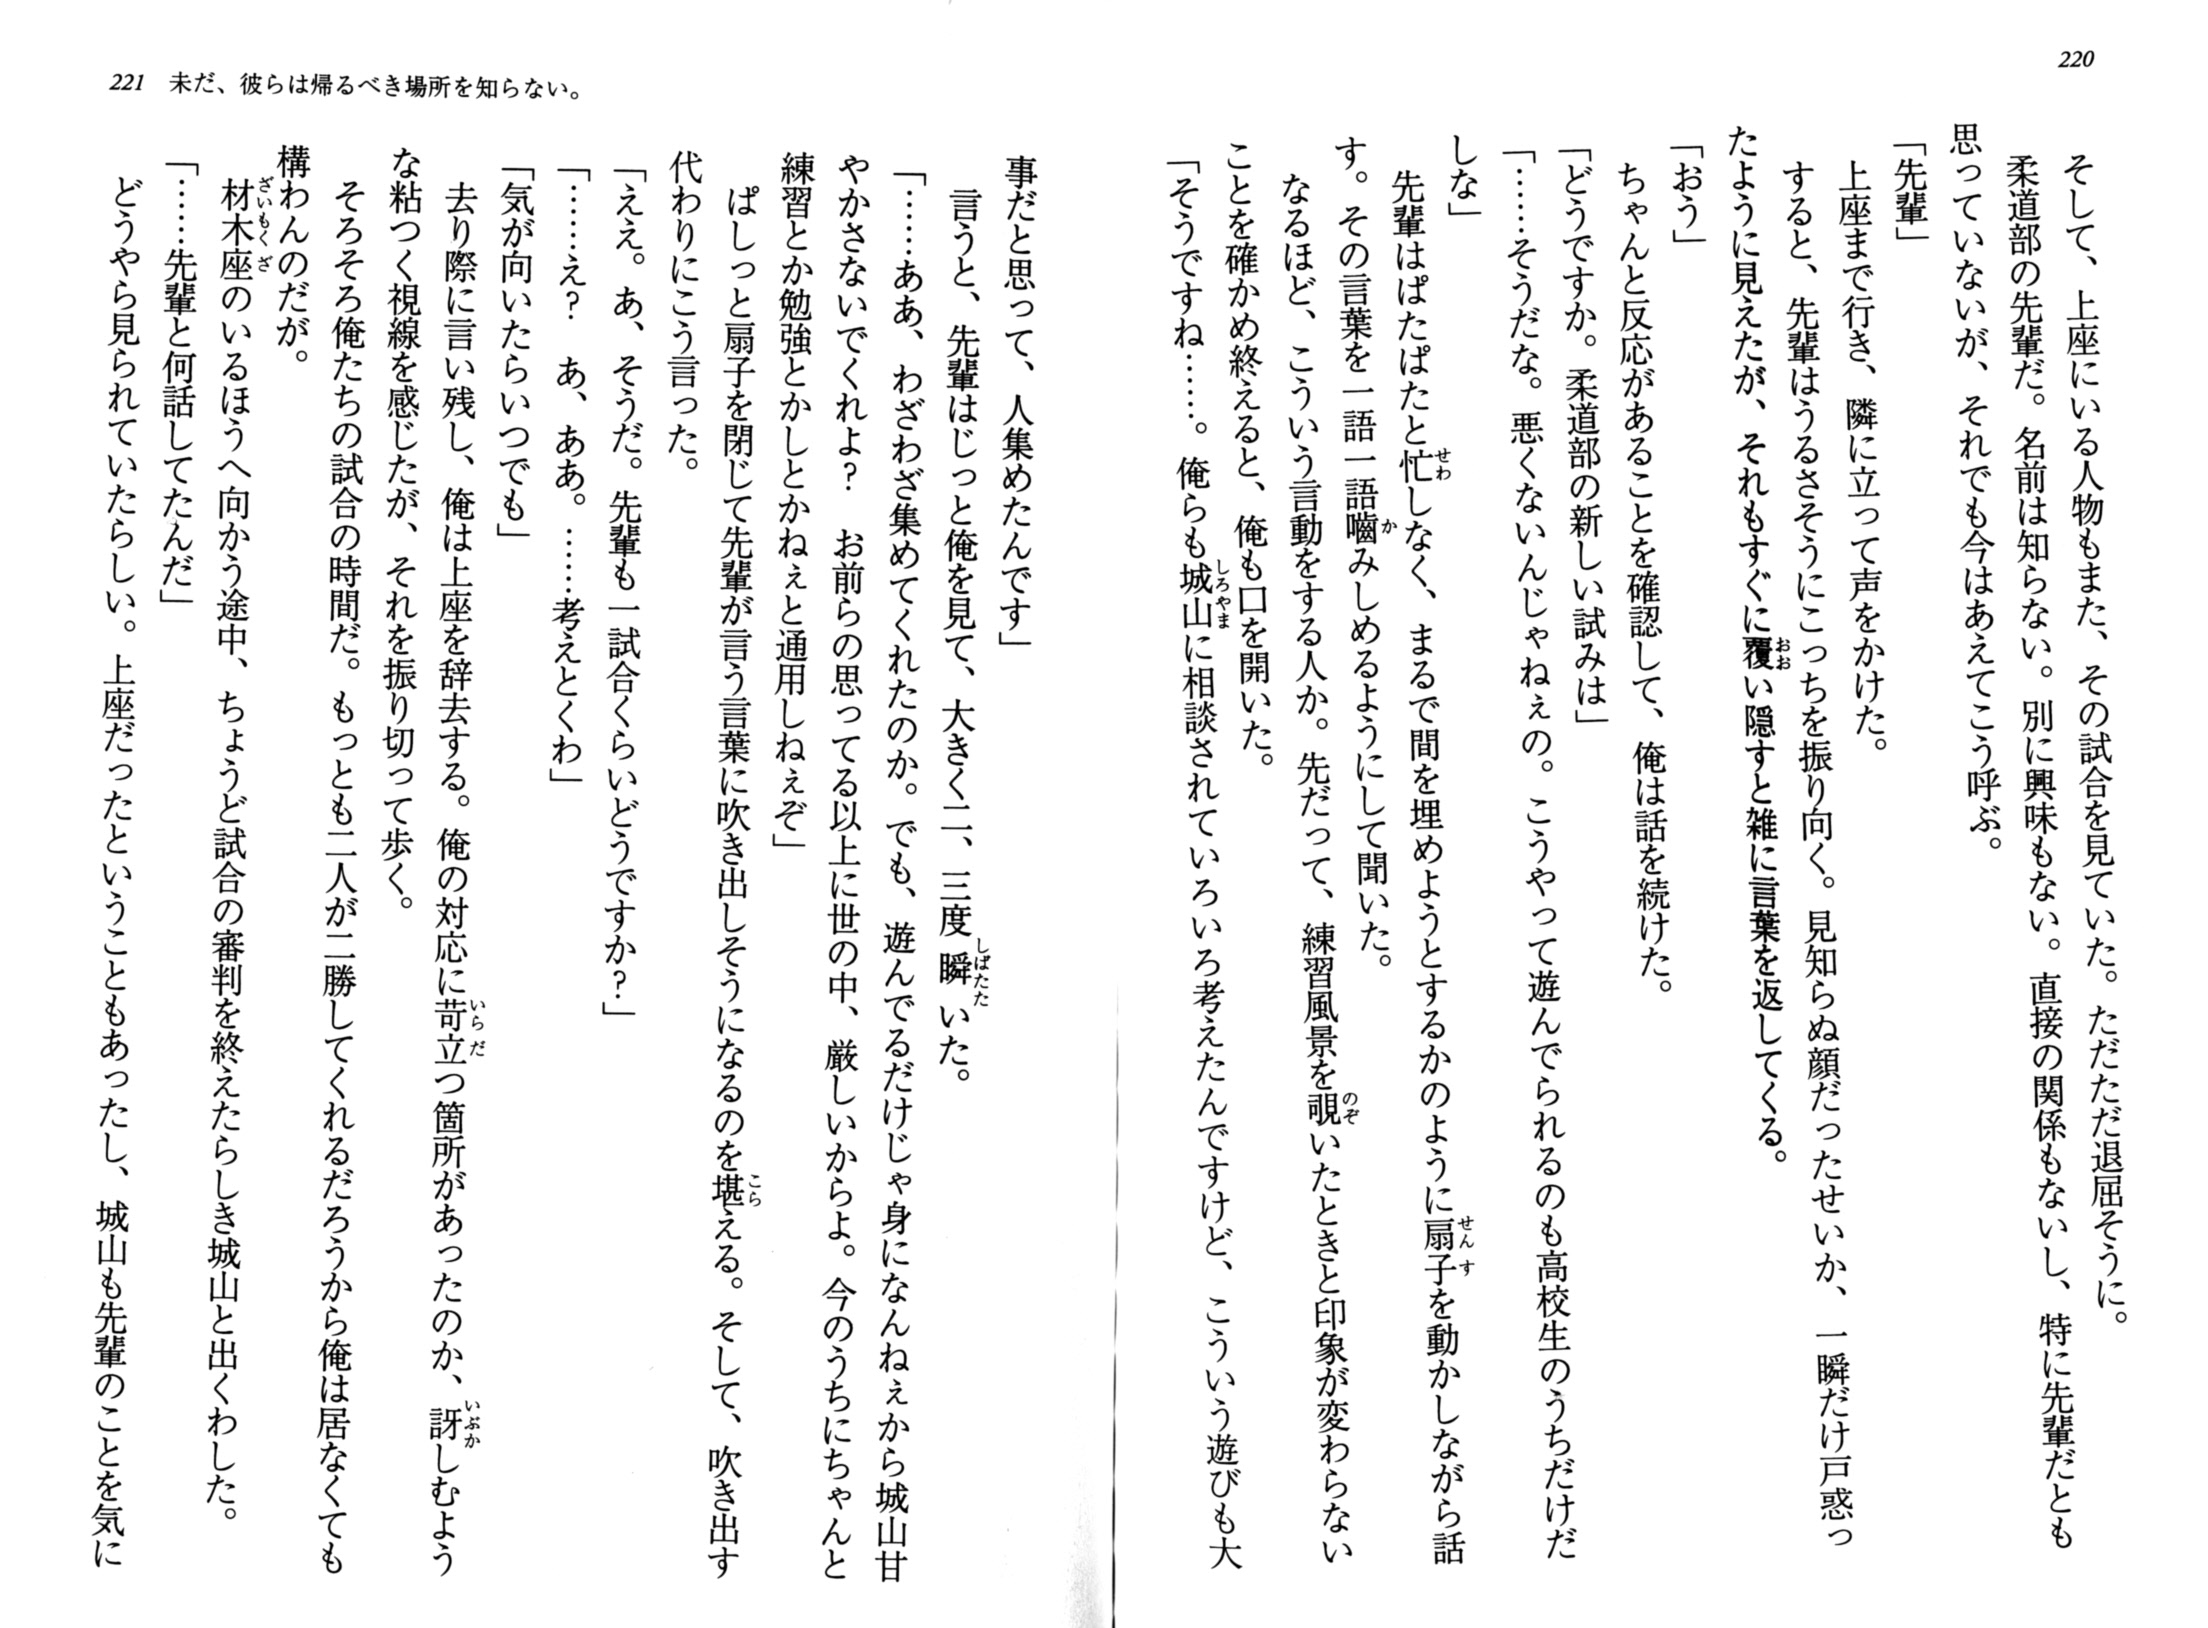 220
そして、上座にいる人物もまた、その試合を見ていた。ただただ退屈そうに。
柔道部の先輩だ。名前は知らない。別に興味もない。直接の関係もないし、特に先輩だとも
思っていないが、それでも今はあえてこう呼ぶ。
「先輩」
上座まで行き、隣に立って声をかけた。
すると、先輩はうるさそうにこっちを振り向く。見知らぬ顔だったせいか、一瞬だけ戸惑っ
たように見えたが、それもすぐに覆い隠すと雑に言葉を返してくる。
「おう」
ちゃんと反応があることを確認して、俺は話を続けた。
「どうですか。柔道部の新しい試みは」
「……そうだな。悪くないんじゃねぇの。こうやって遊んでられるのも高校生のうちだけだ
しな」
先輩はぱたぱたと忙しなく、まるで間を埋めようとするかのように扇子を動かしながら話
す。その言葉を一語一語嚙みしめるようにして聞いた。
なるほど、こういう言動をする人か。先だって、練習風景を覗いたときと印象が変わらない
ことを確かめ終えると、俺も口を開いた。
「そうですね……。俺らも城山に相談されていろいろ考えたんですけど、こういう遊びも大
221 未だ、彼らは帰るべき場所を知らない。
事だと思って、人集めたんです」
言うと、先輩はじっと俺を見て、大きく二、三度瞬いた。
「……ああ、わざわざ集めてくれたのか。でも、遊んでるだけじゃ身になんねぇから城山甘
やかさないでくれよ？　お前らの思ってる以上に世の中、厳しいからよ。今のうちにちゃんと
練習とか勉強とかしとかねぇと通用しねぇぞ」
ぱしっと扇子を閉じて先輩が言う言葉に吹き出しそうになるのを堪える。そして、吹き出す
代わりにこう言った。
「ええ。あ、そうだ。先輩も一試合くらいどうですか？」
「……え？　あ、ああ。……考えとくわ」
「気が向いたらいつでも」
去り際に言い残し、俺は上座を辞去する。俺の対応に苛立つ箇所があったのか、訝しむよう
な粘つく視線を感じたが、それを振り切って歩く。
そろそろ俺たちの試合の時間だ。もっとも二人が二勝してくれるだろうから俺は居なくても
構わんのだが。
材木座のいるほうへ向かう途中、ちょうど試合の審判を終えたらしき城山と出くわした。
「……先輩と何話してたんだ」
どうやら見られていたらしい。上座だったということもあったし、城山も先輩のことを気に